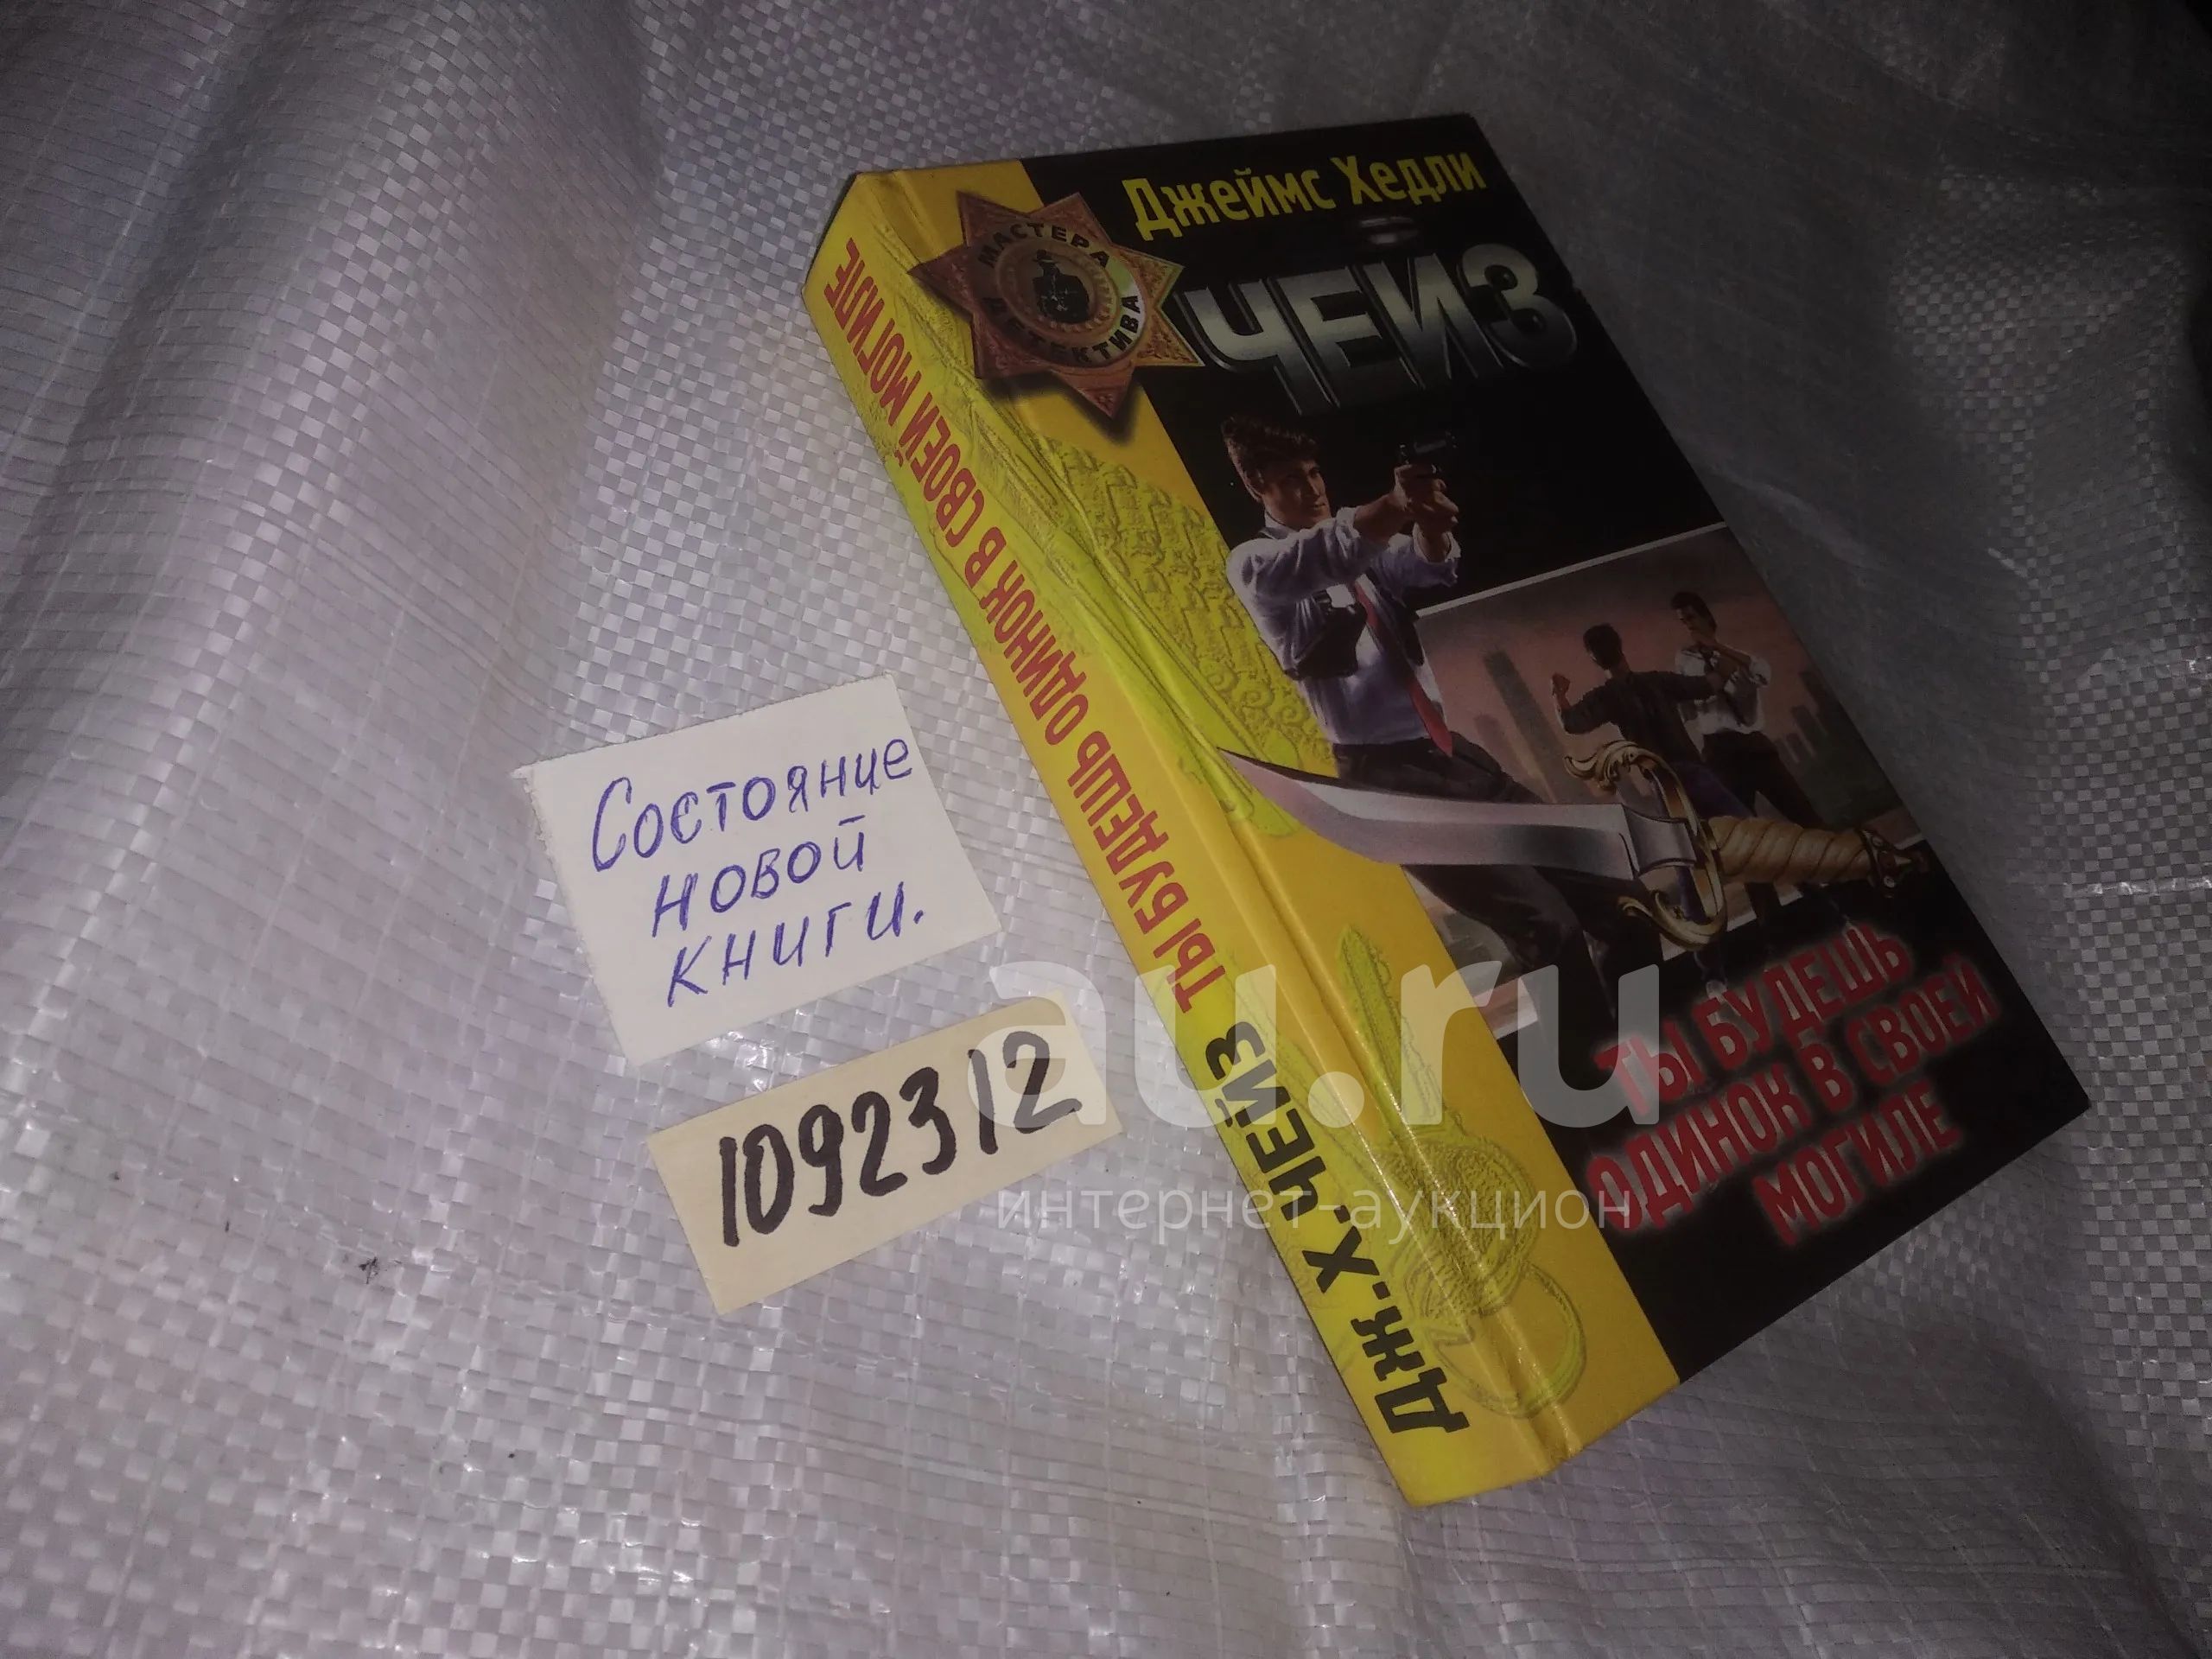 Джеймс Хедли
ЧЕЙЗ
МАСТЕРА
ДЕТЕКТИВА
ТЫ БУДЕШЬ
ОДИНОК В СВОЕЙ
МОГИЛЕ
Дж. Х. ЧЕЙЗ ТЫ БУДЕШЬ ОДИНОК В СВОЕЙ МОГИЛЕ
Состояние
новой
книги.
1092312
au.ru
интернет-аукцион